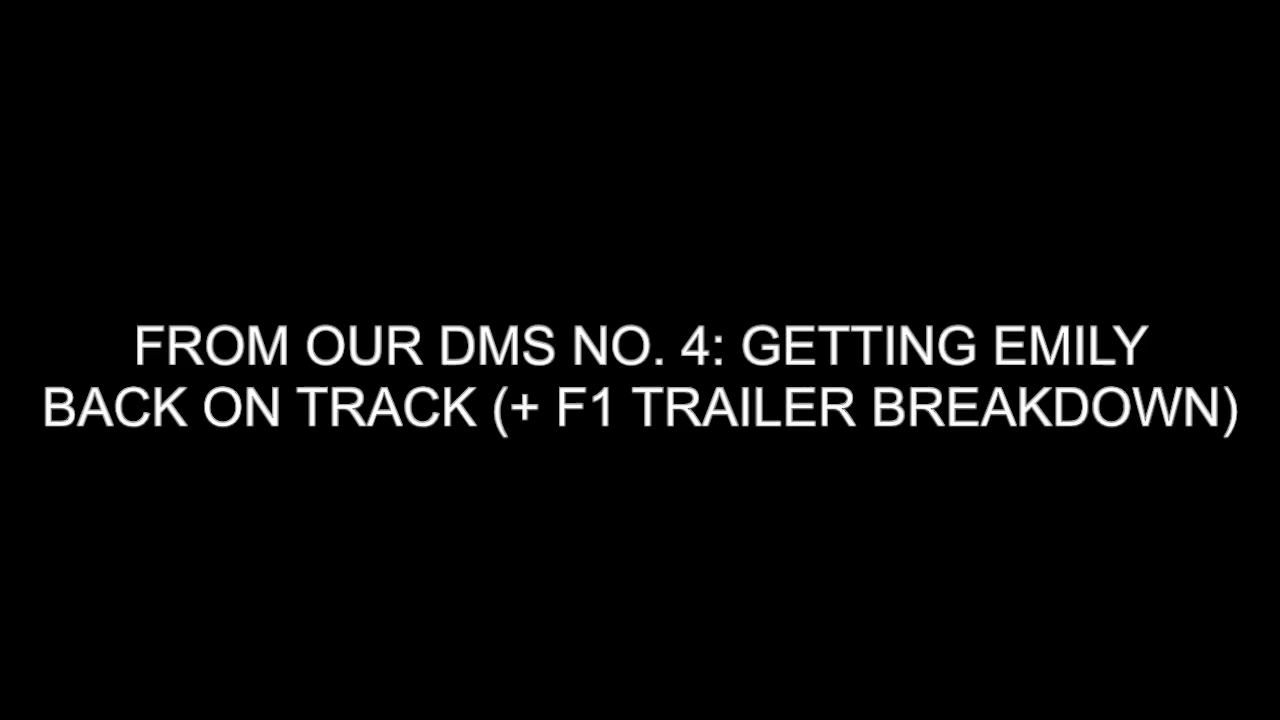 FROM OUR DMS NO. 4: GETTING EMILY
BACK ON TRACK (+ F1 TRAILER BREAKDOWN)